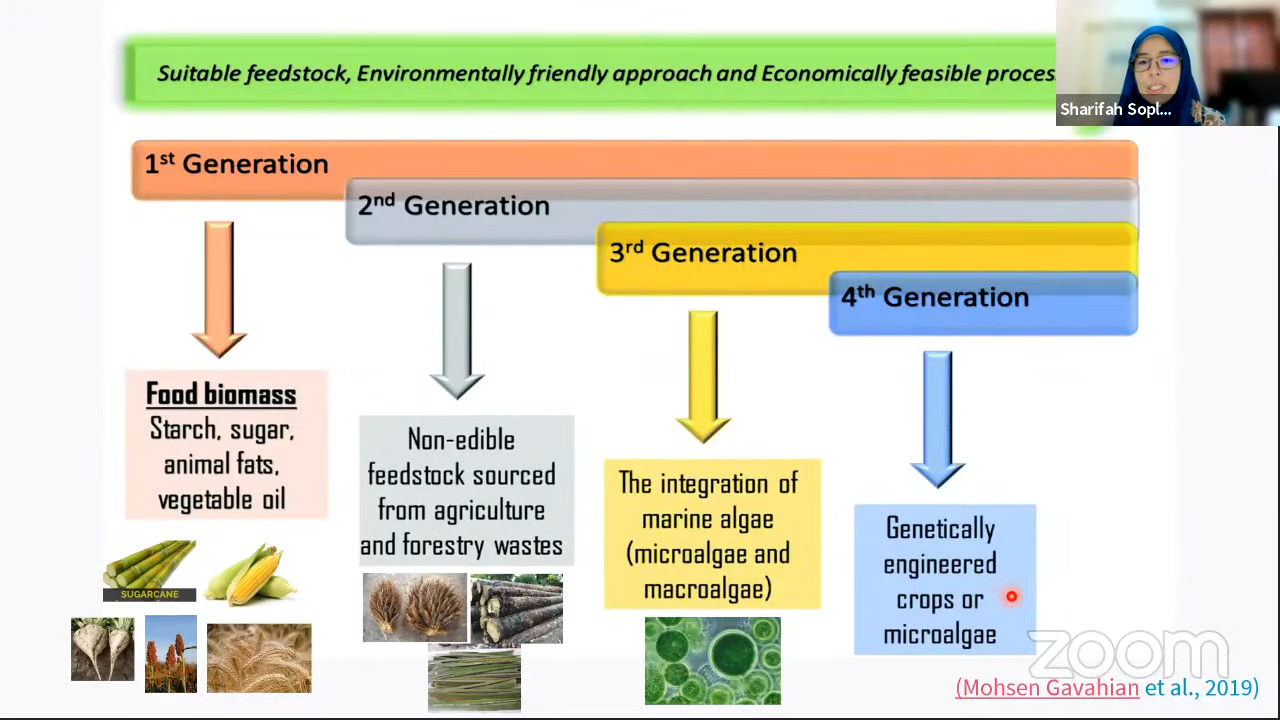 Suitable feedstock, Environmentally friendly approach and Economically feasible
Sharifah Sopl...
1st Generation
2nd Generation
3rd Generation
4th Generation
Food biomass
Starch, sugar,
animal fats,
vegetable oil
Non-edible
feedstock sourced
from agriculture
and forestry wastes
The integration of
marine algae
(microalgae and
macroalgae)
Genetically
engineered
crops or
microalgae
SUGARCANE
zoom
(Mohsen Gavahian et al., 2019)